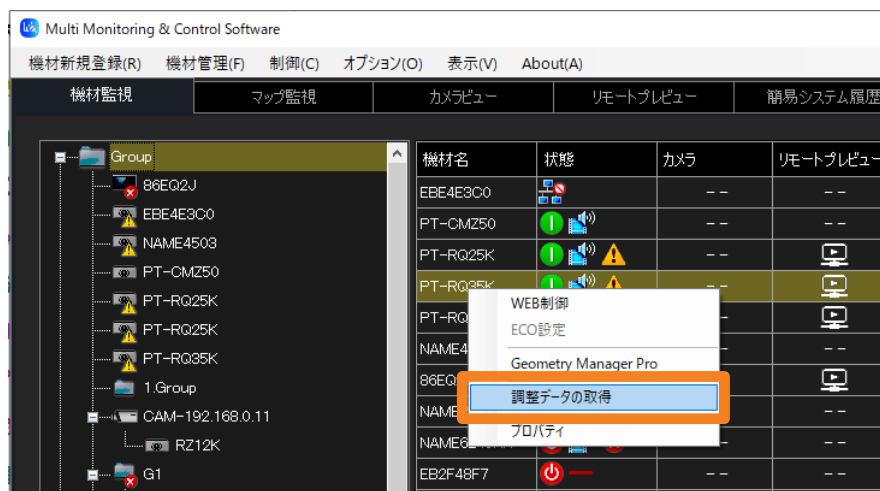 Multi Monitoring & Control Software
機材新規登録(R) 機材管理(F) 制御(C) オプション(O) 表示(V) About(A)
機材監視 マップ監視 カメラビュー リモートプレビュー 簡易システム履歴
Group
86EQ2J
EBE4E3C0
NAME4503
PT-CMZ50
PT-RQ25K
PT-RQ25K
PT-RQ35K
1.Group
CAM-192.168.0.11
RZ12K
G1
機材名 状態 カメラ リモートプレビュー
EBE4E3C0 -- --
PT-CMZ50 -- --
PT-RQ25K --
PT-RQ35K
PT-RQ
NAME4 --
86EQ
NAME --
NAME6 -- --
EB2F48F7 -- --
WEB制御
ECO設定
Geometry Manager Pro
調整データの取得
プロパティ